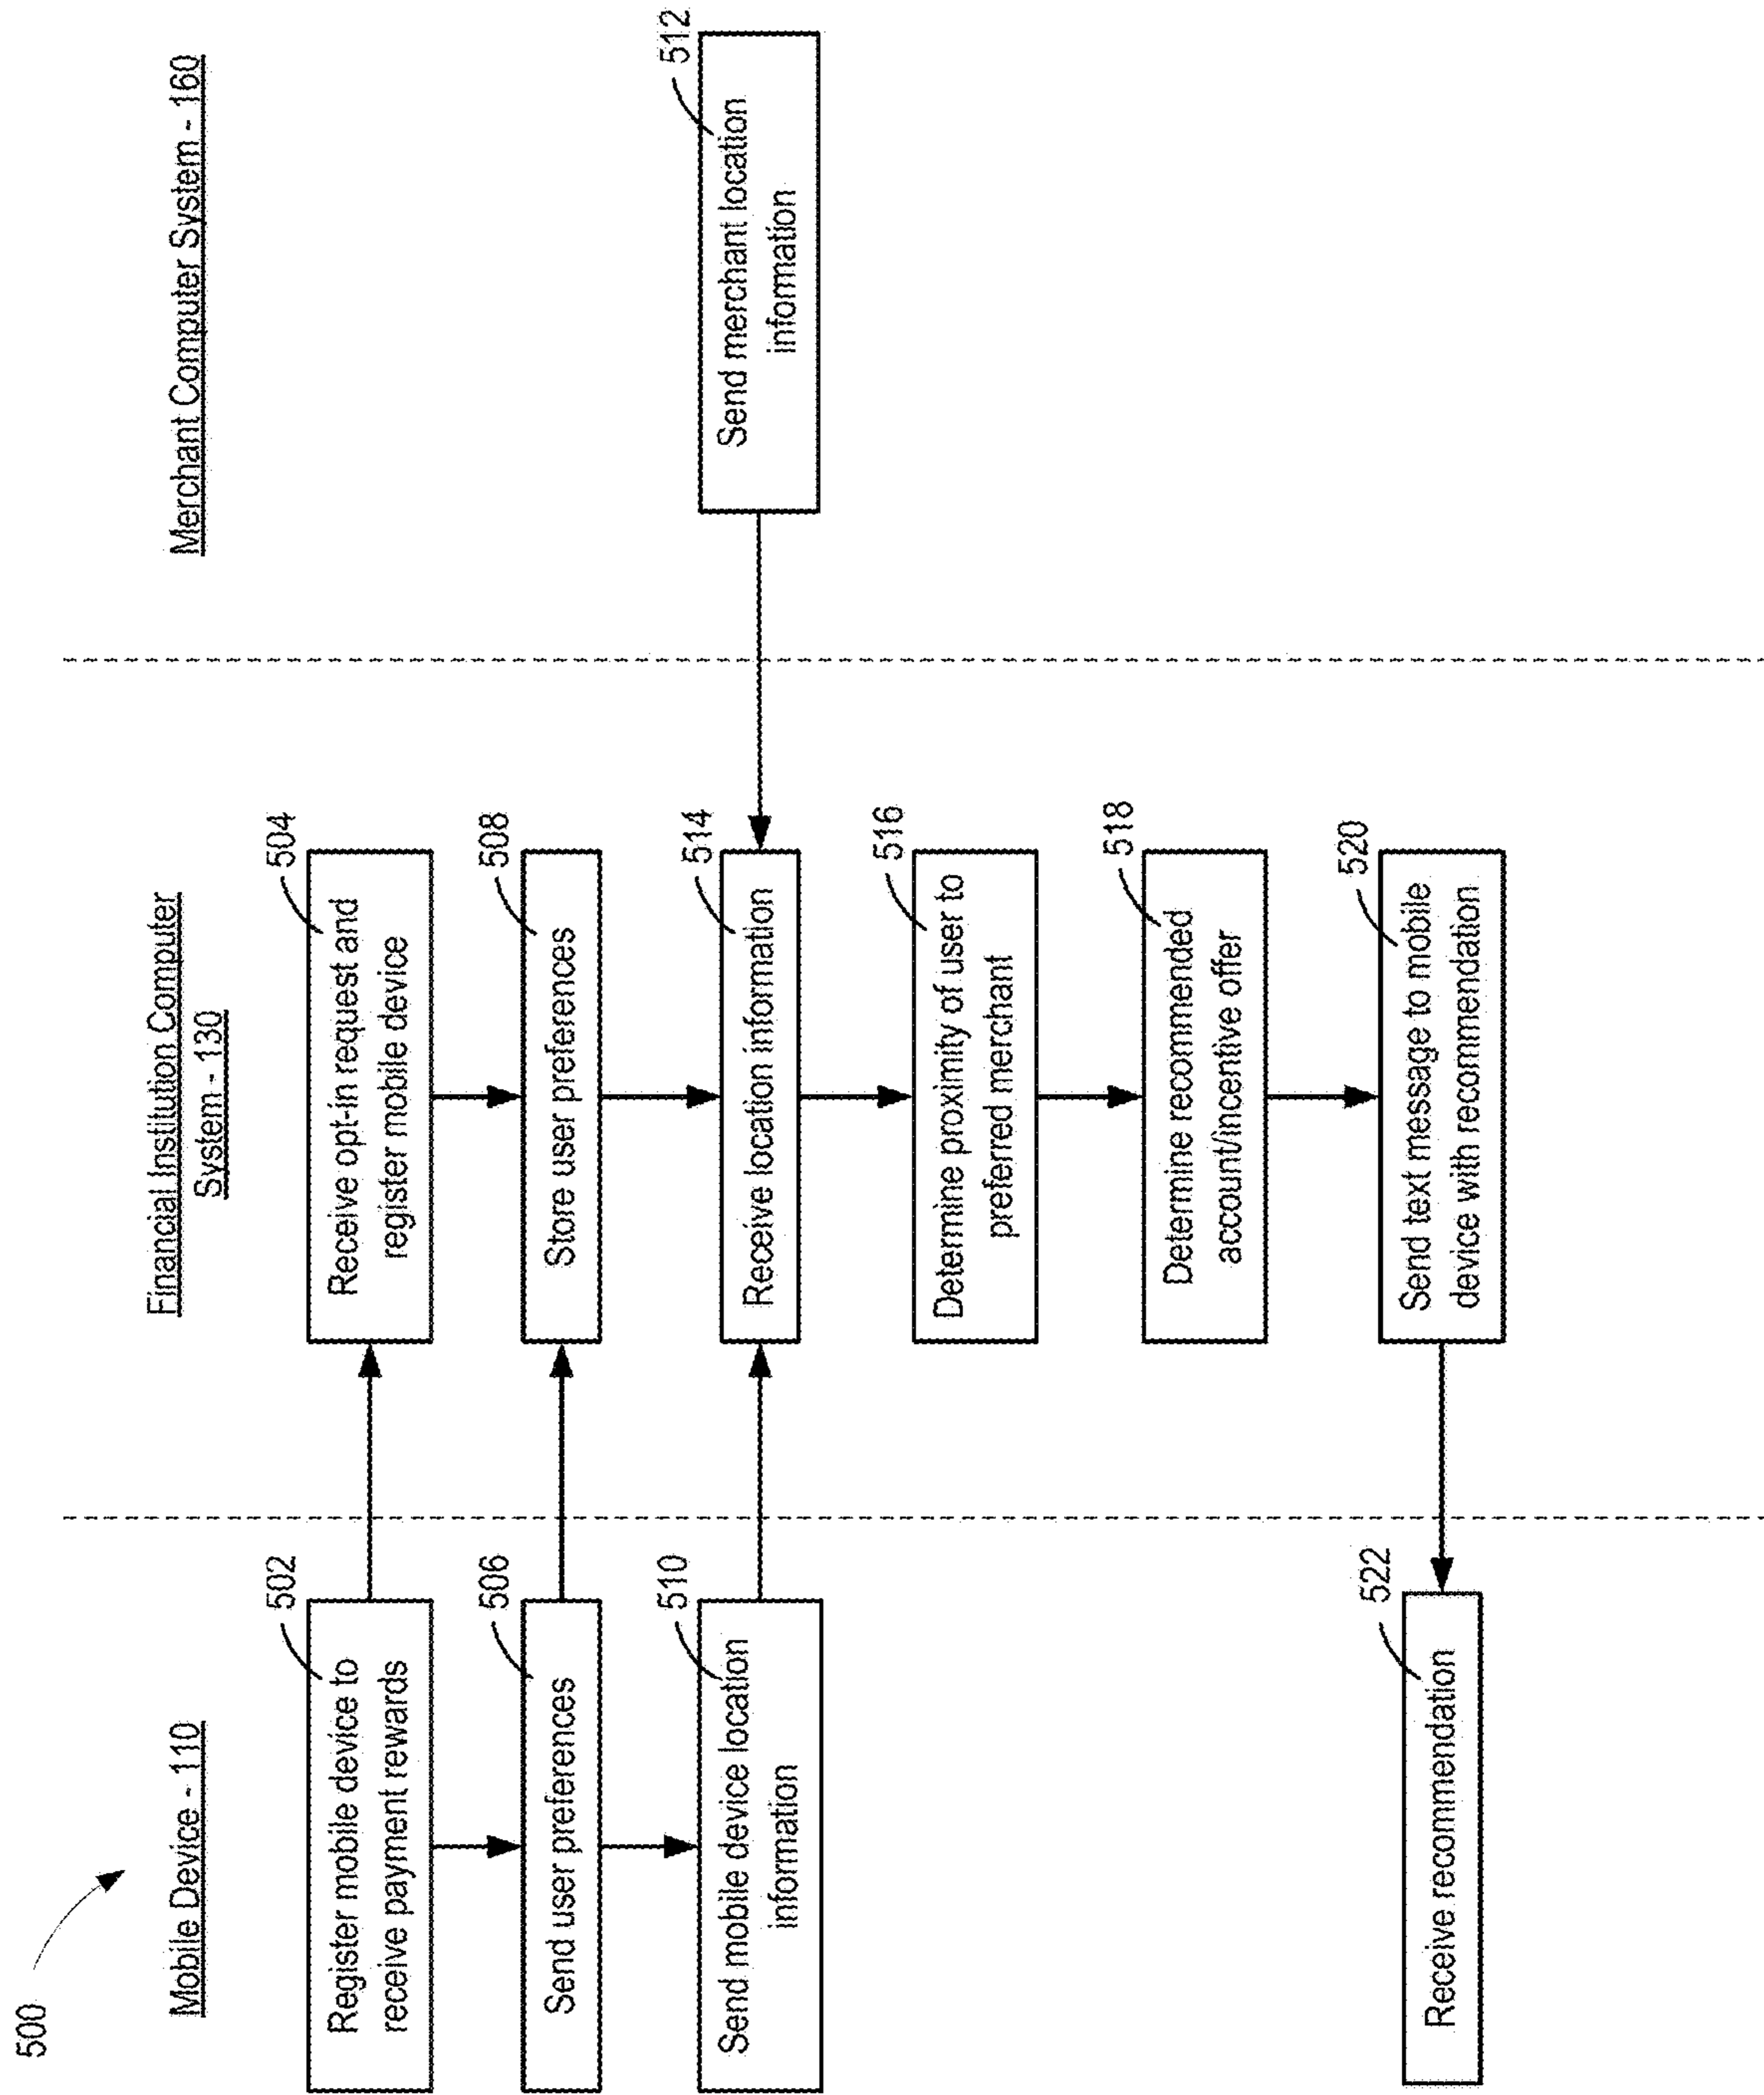 500
Mobile Device - 110
Financial Institution Computer
System - 130
Merchant Computer System - 160
502
Register mobile device to
receive payment rewards
504
Receive opt-in request and
register mobile device
506
Send user preferences
508
Store user preferences
510
Send mobile device location
information
514
Receive location information
512
Send merchant location
information
516
Determine proximity of user to
preferred merchant
518
Determine recommended
account/incentive offer
520
Send text message to mobile
device with recommendation
522
Receive recommendation